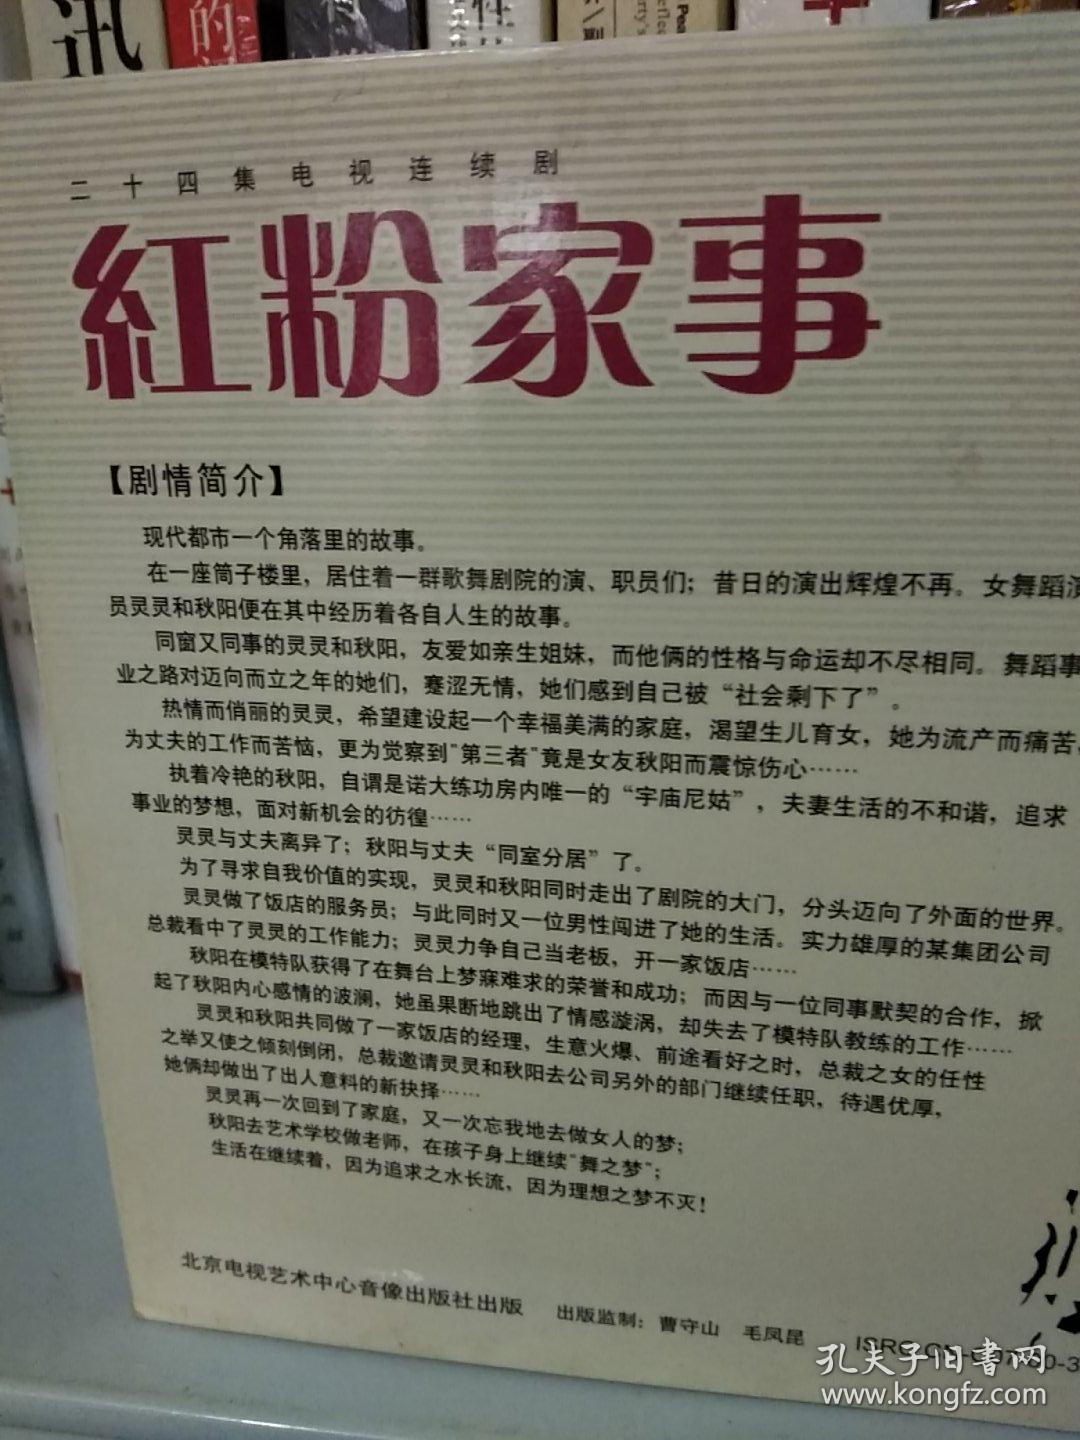 讯
的
性
二十四集电视连续剧
紅粉家事
【剧情简介】
现代都市一个角落里的故事。
在一座筒子楼里，居住着一群歌舞剧院的演、职员们；昔日的演出辉煌不再。女舞蹈演
员灵灵和秋阳便在其中经历着各自人生的故事。
同窗又同事的灵灵和秋阳，友爱如亲生姐妹，而他俩的性格与命运却不尽相同。舞蹈事
业之路对迈向而立之年的她们，蹇涩无情，她们感到自己被“社会剩下了”。
热情而俏丽的灵灵，希望建设起一个幸福美满的家庭，渴望生儿育女，她为流产而痛苦，
为丈夫的工作而苦恼，更为觉察到"第三者"竟是女友秋阳而震惊伤心……
执着冷艳的秋阳，自谓是诺大练功房内唯一的“宇庙尼姑”，夫妻生活的不和谐，追求
事业的梦想，面对新机会的彷徨……
灵灵与丈夫离异了；秋阳与丈夫“同室分居”了。
为了寻求自我价值的实现，灵灵和秋阳同时走出了剧院的大门，分头迈向了外面的世界。
灵灵做了饭店的服务员；与此同时又一位男性闯进了她的生活。实力雄厚的某集团公司
总裁看中了灵灵的工作能力；灵灵力争自己当老板，开一家饭店……
秋阳在模特队获得了在舞台上梦寐难求的荣誉和成功；而因与一位同事默契的合作，掀
起了秋阳内心感情的波澜，她虽果断地跳出了情感漩涡，却失去了模特队教练的工作……
灵灵和秋阳共同做了一家饭店的经理，生意火爆、前途看好之时，总裁之女的任性
之举又使之倾刻倒闭，总裁邀请灵灵和秋阳去公司另外的部门继续任职，待遇优厚，
她俩却做出了出人意料的新抉择……
灵灵再一次回到了家庭，又一次忘我地去做女人的梦；
秋阳去艺术学校做老师，在孩子身上继续"舞之梦"；
生活在继续着，因为追求之水长流，因为理想之梦不灭！
北京电视艺术中心音像出版社出版 出版监制：曹守山 毛凤昆 ISRC
孔夫子旧书网
www.kongfz.com